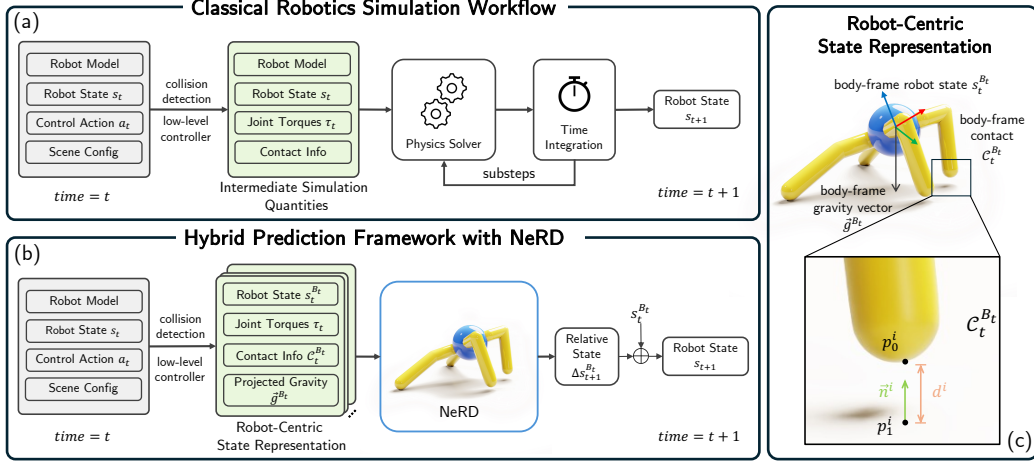 Classical Robotics Simulation Workflow
(a)
Robot Model
Robot State s_t
Control Action a_t
Scene Config
time = t
collision
detection
low-level
controller
Robot Model
Robot State s_t
Joint Torques τ_t
Contact Info
Intermediate Simulation
Quantities
Physics Solver
Time
Integration
substeps
Robot State
s_{t+1}
time = t + 1
Hybrid Prediction Framework with NeRD
(b)
Robot Model
Robot State s_t
Control Action a_t
Scene Config
time = t
collision
detection
low-level
controller
Robot State s_t^{B_t}
Joint Torques τ_t
Contact Info 𝒞_t^{B_t}
Projected Gravity
g⃗^{B_t}
...
Robot-Centric
State Representation
NeRD
Relative
State
Δs_{t+1}^{B_t}
s_t^{B_t}
Robot State
s_{t+1}
time = t + 1
Robot-Centric
State Representation
body-frame robot state s_t^{B_t}
body-frame
contact
𝒞_t^{B_t}
body-frame
gravity vector
g⃗^{B_t}
𝒞_t^{B_t}
p_0^i
n⃗^i
d^i
p_1^i
(c)